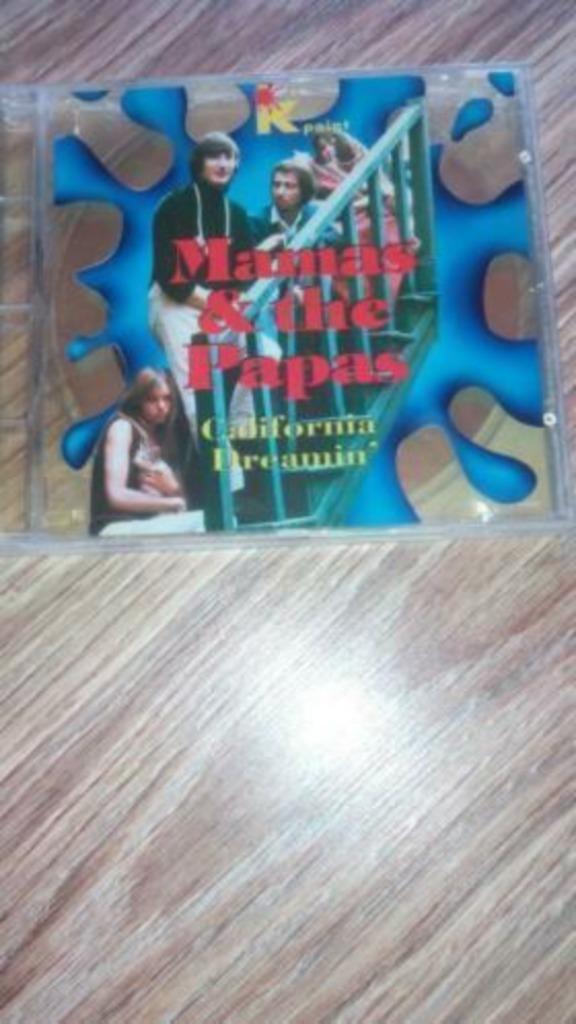 K point
Mamas
& the
Papas
California
Dreamin'